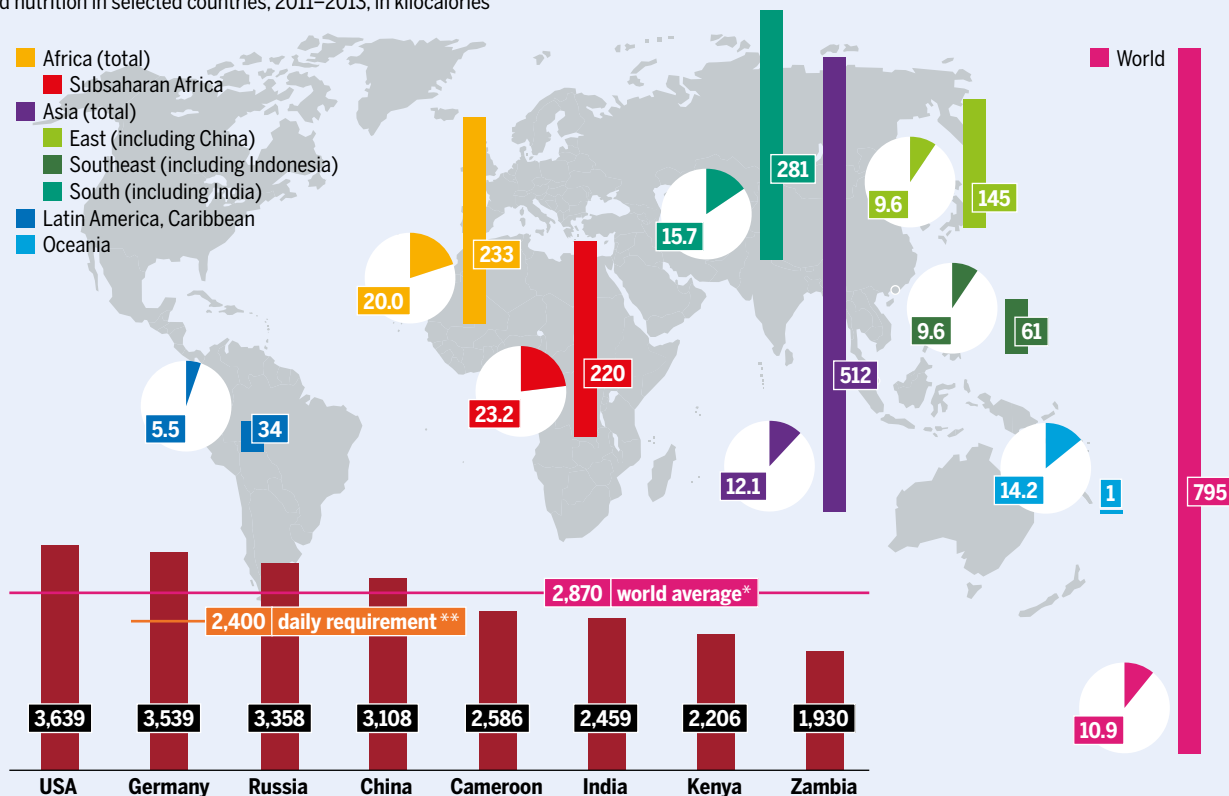 nutrition in selected countries, 2011–2013, in kilocalories
Africa (total)
Subsaharan Africa
Asia (total)
East (including China)
Southeast (including Indonesia)
South (including India)
Latin America, Caribbean
Oceania
World
281
9.6
145
15.7
233
20.0
9.6
61
220
23.2
512
5.5
34
12.1
14.2
1
795
2,870 world average*
2,400 daily requirement **
10.9
3,639
3,539
3,358
3,108
2,586
2,459
2,206
1,930
USA
Germany
Russia
China
Cameroon
India
Kenya
Zambia